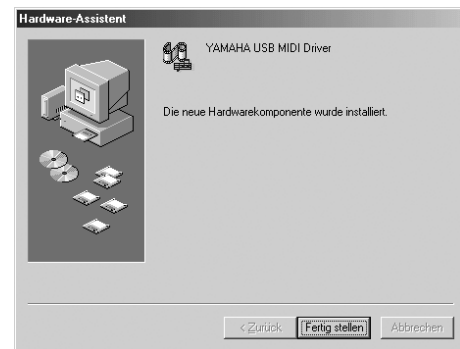 Hardware-Assistent
YAMAHA USB MIDI Driver
Die neue Hardwarekomponente wurde installiert.
< Zurück Fertig stellen Abbrechen